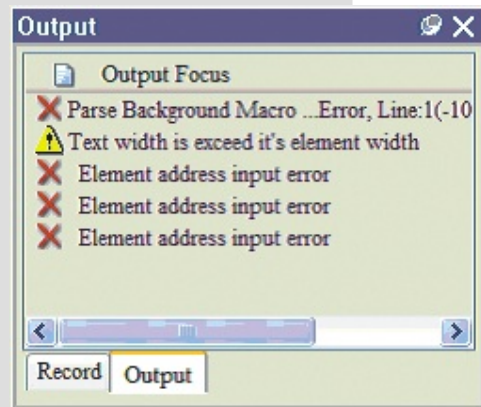 Output
Output Focus
Parse Background Macro ...Error, Line:1(-10
Text width is exceed it's element width
Element address input error
Element address input error
Element address input error
Record Output